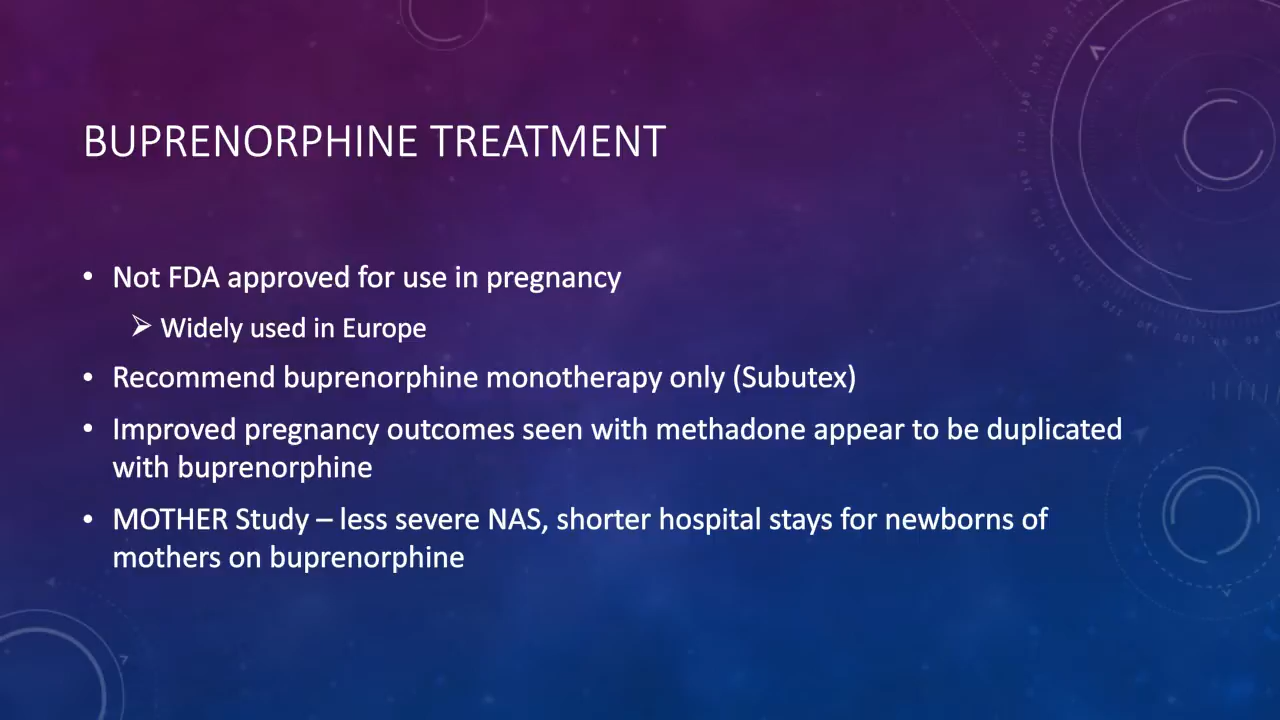 BUPRENORPHINE TREATMENT
• Not FDA approved for use in pregnancy
➢ Widely used in Europe
• Recommend buprenorphine monotherapy only (Subutex)
• Improved pregnancy outcomes seen with methadone appear to be duplicated
with buprenorphine
• MOTHER Study – less severe NAS, shorter hospital stays for newborns of
mothers on buprenorphine